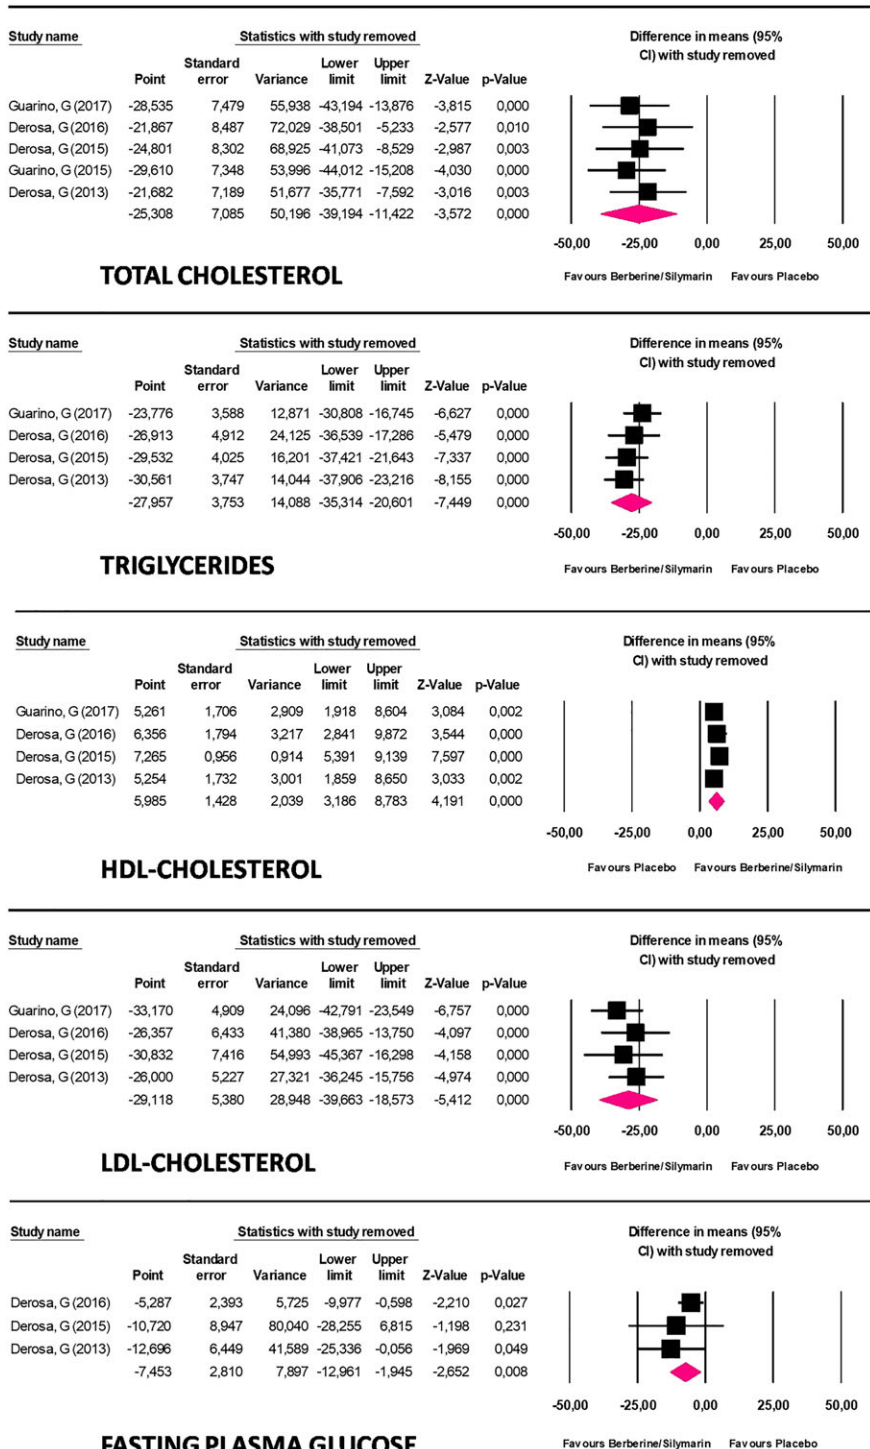 Study name Statistics with study removed Difference in means (95%
CI) with study removed
Standard Lower Upper
Point error Variance limit limit Z-Value p-Value
Guarino, G (2017) -28,535 7,479 55,938 -43,194 -13,876 -3,815 0,000
Derosa, G (2016) -21,867 8,487 72,029 -38,501 -5,233 -2,577 0,010
Derosa, G (2015) -24,801 8,302 68,925 -41,073 -8,529 -2,987 0,003
Guarino, G (2015) -29,610 7,348 53,996 -44,012 -15,208 -4,030 0,000
Derosa, G (2013) -21,682 7,189 51,677 -35,771 -7,592 -3,016 0,003
-25,308 7,085 50,196 -39,194 -11,422 -3,572 0,000
-50,00 -25,00 0,00 25,00 50,00
TOTAL CHOLESTEROL Favours Berberine/Silymarin Favours Placebo
Study name Statistics with study removed Difference in means (95%
CI) with study removed
Standard Lower Upper
Point error Variance limit limit Z-Value p-Value
Guarino, G (2017) -23,776 3,588 12,871 -30,808 -16,745 -6,627 0,000
Derosa, G (2016) -26,913 4,912 24,125 -36,539 -17,286 -5,479 0,000
Derosa, G (2015) -29,532 4,025 16,201 -37,421 -21,643 -7,337 0,000
Derosa, G (2013) -30,561 3,747 14,044 -37,906 -23,216 -8,155 0,000
-27,957 3,753 14,088 -35,314 -20,601 -7,449 0,000
-50,00 -25,00 0,00 25,00 50,00
TRIGLYCERIDES Favours Berberine/Silymarin Favours Placebo
Study name Statistics with study removed Difference in means (95%
CI) with study removed
Standard Lower Upper
Point error Variance limit limit Z-Value p-Value
Guarino, G (2017) 5,261 1,706 2,909 1,918 8,604 3,084 0,002
Derosa, G (2016) 6,356 1,794 3,217 2,841 9,872 3,544 0,000
Derosa, G (2015) 7,265 0,956 0,914 5,391 9,139 7,597 0,000
Derosa, G (2013) 5,254 1,732 3,001 1,859 8,650 3,033 0,002
5,985 1,428 2,039 3,186 8,783 4,191 0,000
-50,00 -25,00 0,00 25,00 50,00
HDL-CHOLESTEROL Favours Placebo Favours Berberine/Silymarin
Study name Statistics with study removed Difference in means (95%
CI) with study removed
Standard Lower Upper
Point error Variance limit limit Z-Value p-Value
Guarino, G (2017) -33,170 4,909 24,096 -42,791 -23,549 -6,757 0,000
Derosa, G (2016) -26,357 6,433 41,380 -38,965 -13,750 -4,097 0,000
Derosa, G (2015) -30,832 7,416 54,993 -45,367 -16,298 -4,158 0,000
Derosa, G (2013) -26,000 5,227 27,321 -36,245 -15,756 -4,974 0,000
-29,118 5,380 28,948 -39,663 -18,573 -5,412 0,000
-50,00 -25,00 0,00 25,00 50,00
LDL-CHOLESTEROL Favours Berberine/Silymarin Favours Placebo
Study name Statistics with study removed Difference in means (95%
CI) with study removed
Standard Lower Upper
Point error Variance limit limit Z-Value p-Value
Derosa, G (2016) -5,287 2,393 5,725 -9,977 -0,598 -2,210 0,027
Derosa, G (2015) -10,720 8,947 80,040 -28,255 6,815 -1,198 0,231
Derosa, G (2013) -12,696 6,449 41,589 -25,336 -0,056 -1,969 0,049
-7,453 2,810 7,897 -12,961 -1,945 -2,652 0,008
-50,00 -25,00 0,00 25,00 50,00
FASTING PLASMA GLUCOSE Favours Berberine/Silymarin Favours Placebo